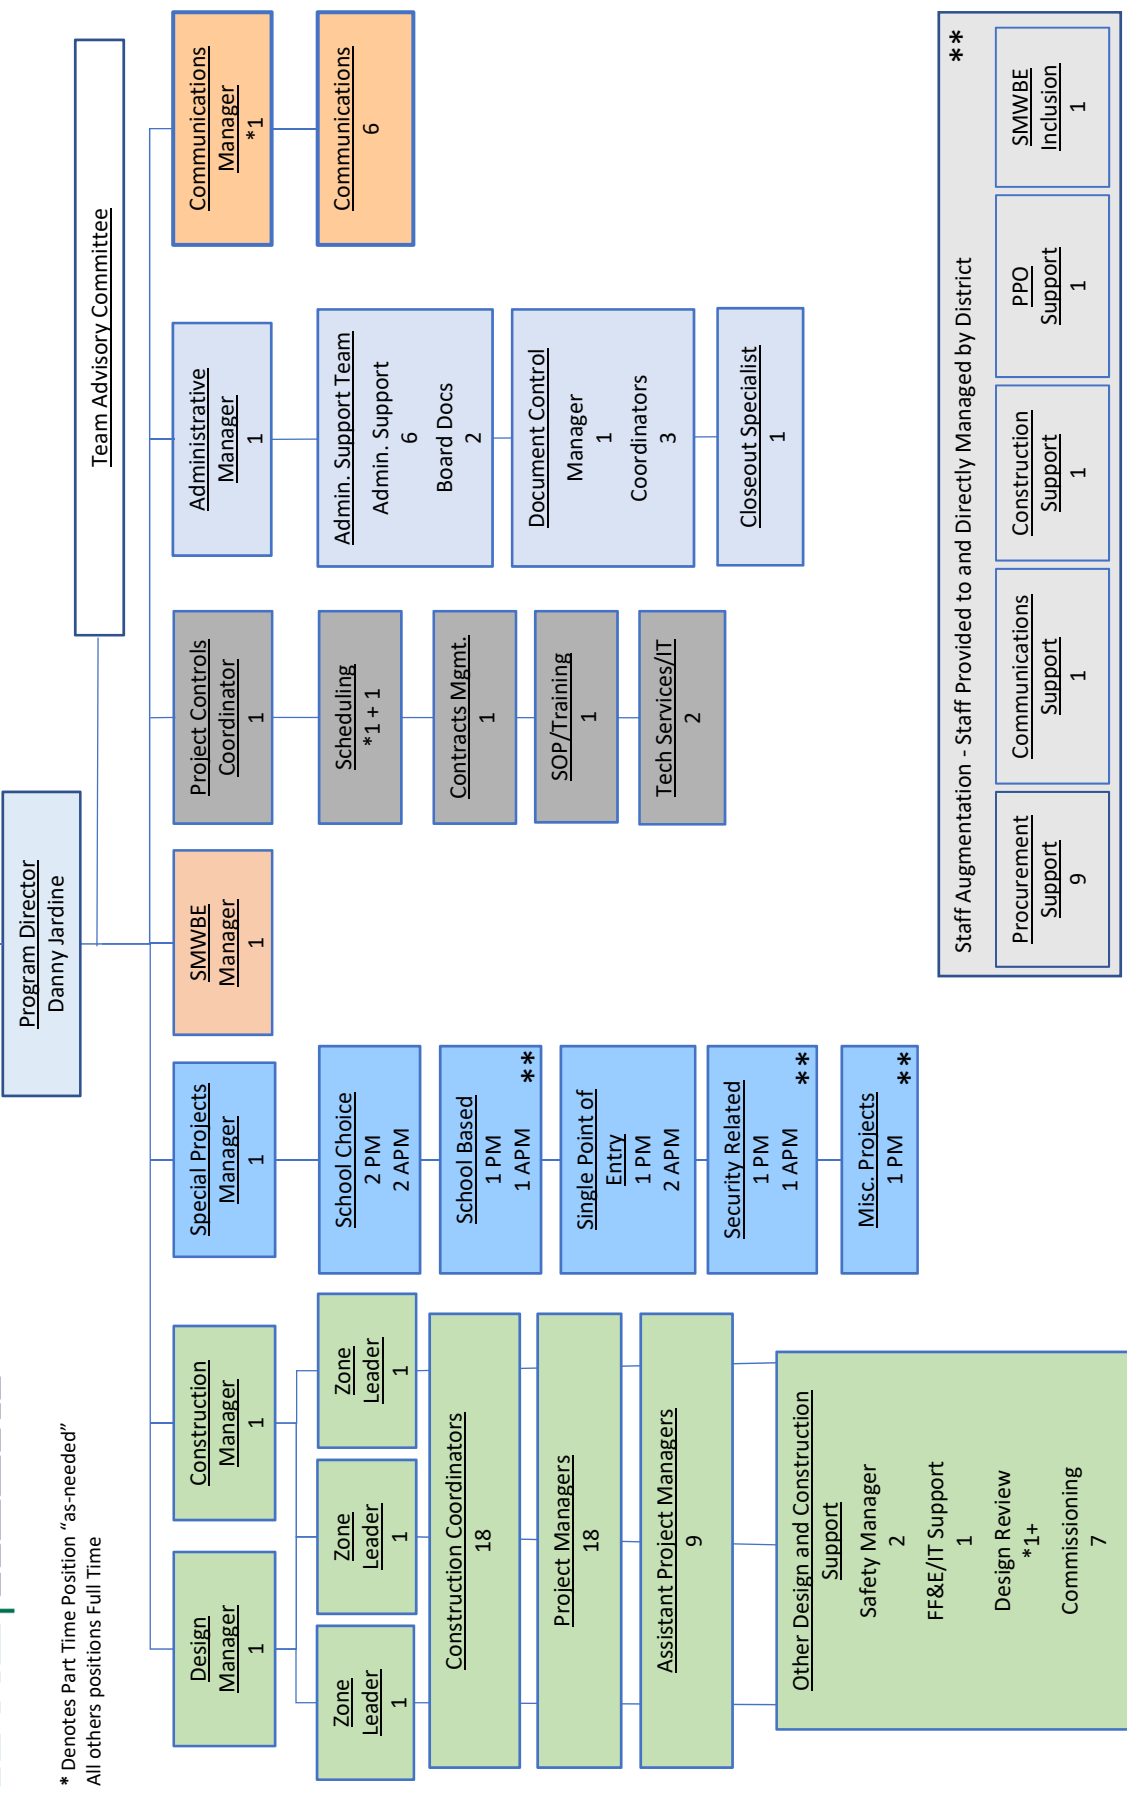 Program Director
Danny Jardine
Team Advisory Committee
* Denotes Part Time Position “as-needed”
All others positions Full Time
Design
Manager
1
Construction
Manager
1
Zone
Leader
1
Zone
Leader
1
Zone
Leader
1
Construction Coordinators
18
Project Managers
18
Assistant Project Managers
9
Other Design and Construction
Support
Safety Manager
2
FF&E/IT Support
1
Design Review
*1+
Commissioning
7
Special Projects
Manager
1
School Choice
2 PM
2 APM
School Based
1 PM
1 APM
**
Single Point of
Entry
1 PM
2 APM
Security Related
1 PM
1 APM
**
Misc. Projects
1 PM
**
SMWBE
Manager
1
Project Controls
Coordinator
1
Scheduling
*1 + 1
Contracts Mgmt.
1
SOP/Training
1
Tech Services/IT
2
Administrative
Manager
1
Admin. Support Team
Admin. Support
6
Board Docs
2
Document Control
Manager
1
Coordinators
3
Closeout Specialist
1
Communications
Manager
*1
Communications
6
Staff Augmentation - Staff Provided to and Directly Managed by District
**
Procurement
Support
9
Communications
Support
1
Construction
Support
1
PPO
Support
1
SMWBE
Inclusion
1